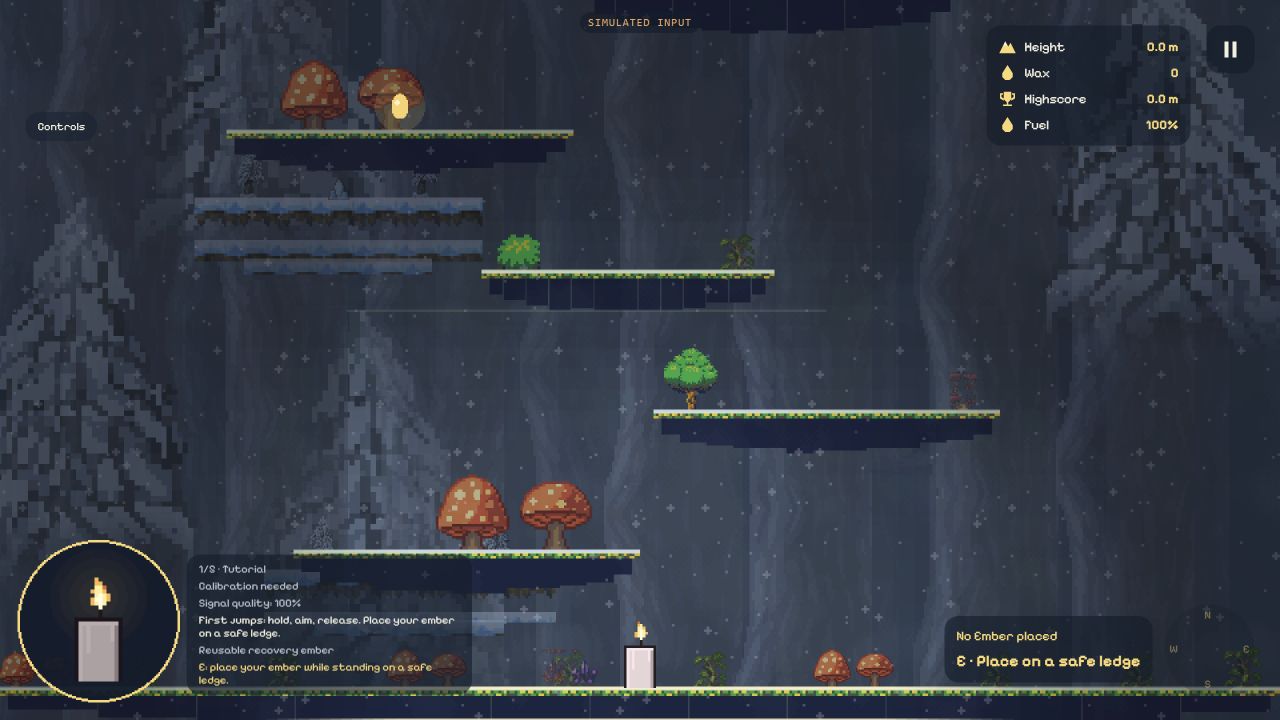 SIMULATED INPUT
Height 0.0 m
Wax 0
Highscore 0.0 m
Fuel 100%
Controls
1/S · Tutorial
Calibration needed
Signal quality: 100%
First Jumps: hold, aim, release. Place your ember
on a safe ledge.
Reusable recovery ember
E: place your ember while standing on a safe
ledge.
No Ember placed
E · Place on a safe ledge
N
W E
S